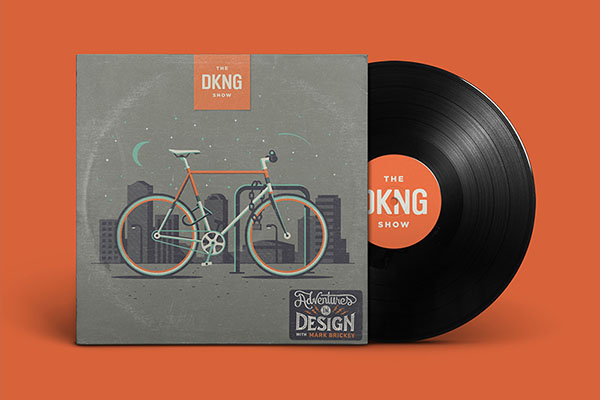 THE
DKNG
SHOW
Adventures
IN
DESIGN
WITH MARK BRICKEY
THE
DKNG
SHOW